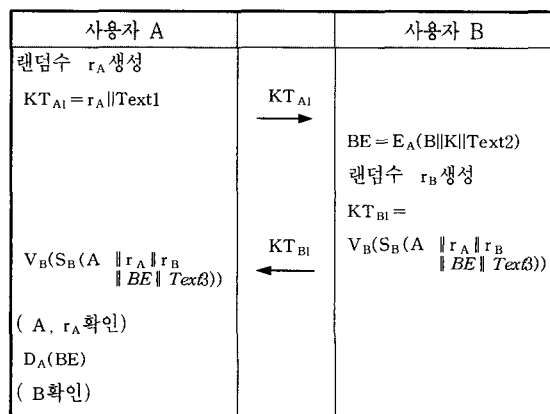 사용자 A
사용자 B
랜덤수 r_A생성
KT_A1=r_A||Text1
KT_A1
BE=E_A(B||K||Text2)
랜덤수 r_B생성
KT_B1=
V_B(S_B(A ||r_A||r_B
||BE||Text3))
KT_B1
V_B(S_B(A ||r_A||r_B
||BE||Text3))
( A, r_A확인)
D_A(BE)
( B확인)